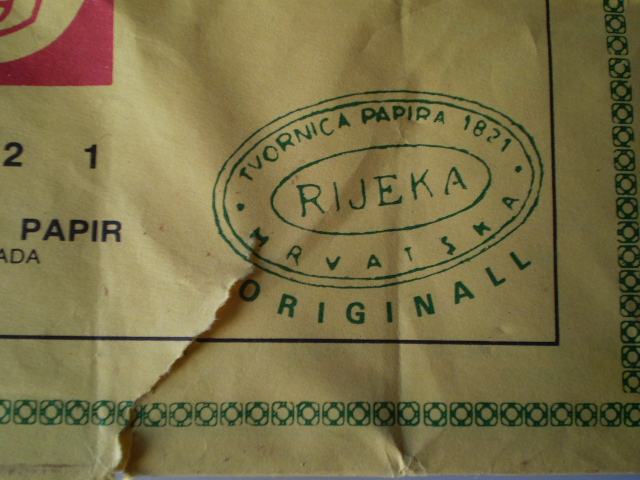 2 1
PAPIR
ADA
TVORNICA PAPIRA 1821
RIJEKA
HRVATSKA
ORIGINALL